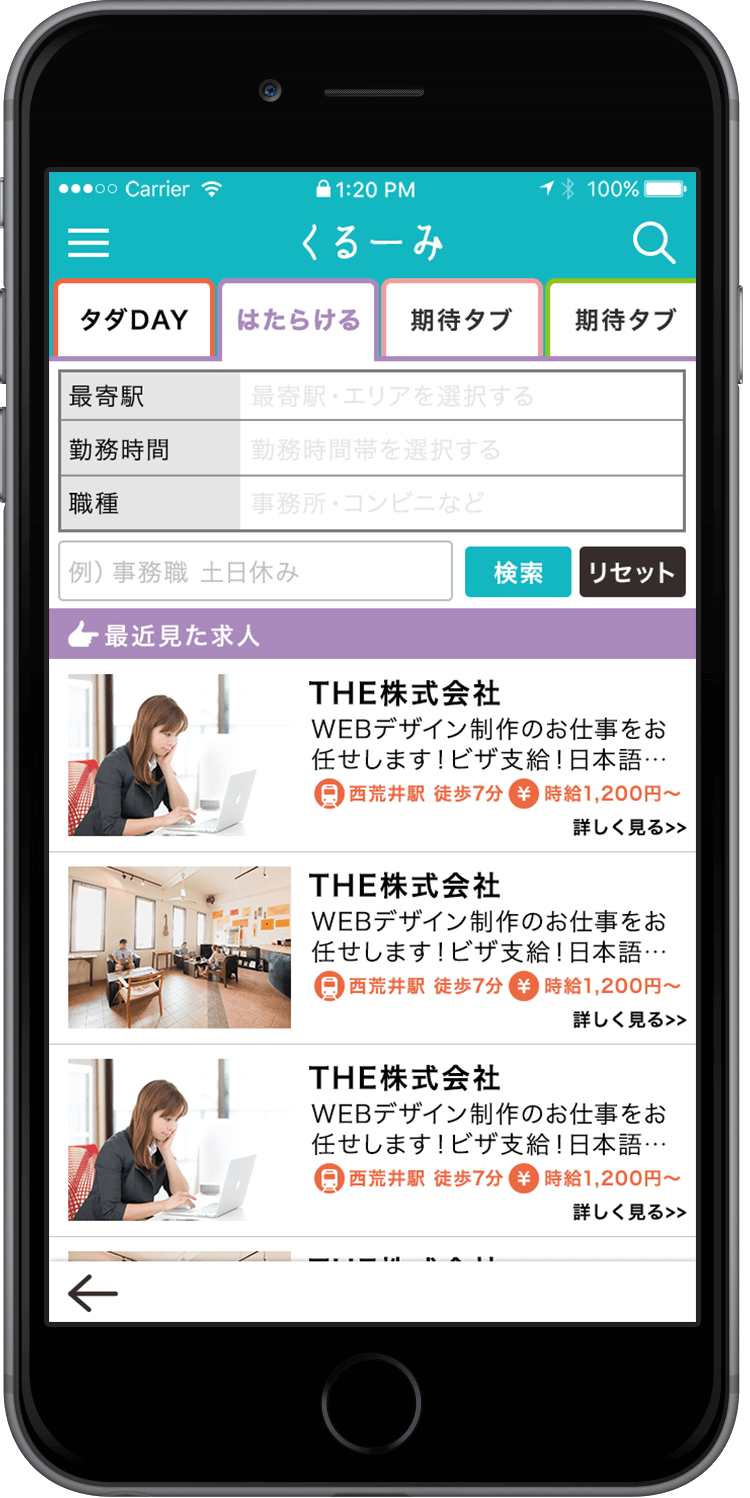 Carrier 1:20 PM 100%
くるーみ
タダDAY はたらける 期待タブ 期待タブ
最寄駅 最寄駅・エリアを選択する
勤務時間 勤務時間帯を選択する
職種 事務所・コンビニなど
例）事務職 土日休み 検索 リセット
最近見た求人
THE株式会社
WEBデザイン制作のお仕事をお
任せします！ビザ支給！日本語…
西荒井駅 徒歩7分 ¥ 時給1,200円〜
詳しく見る>>
THE株式会社
WEBデザイン制作のお仕事をお
任せします！ビザ支給！日本語…
西荒井駅 徒歩7分 ¥ 時給1,200円〜
詳しく見る>>
THE株式会社
WEBデザイン制作のお仕事をお
任せします！ビザ支給！日本語…
西荒井駅 徒歩7分 ¥ 時給1,200円〜
詳しく見る>>